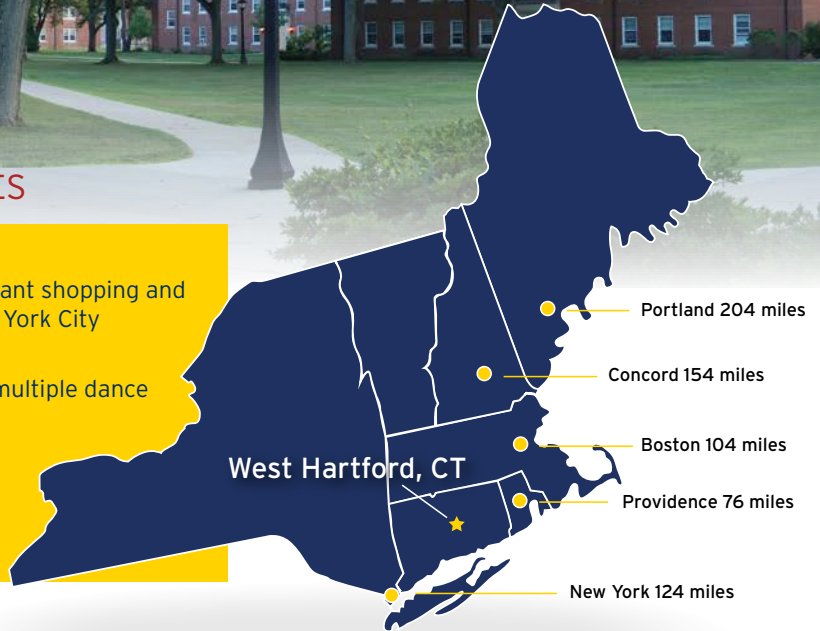 ant shopping and
York City
multiple dance
Portland 204 miles
Concord 154 miles
Boston 104 miles
West Hartford, CT
Providence 76 miles
New York 124 miles